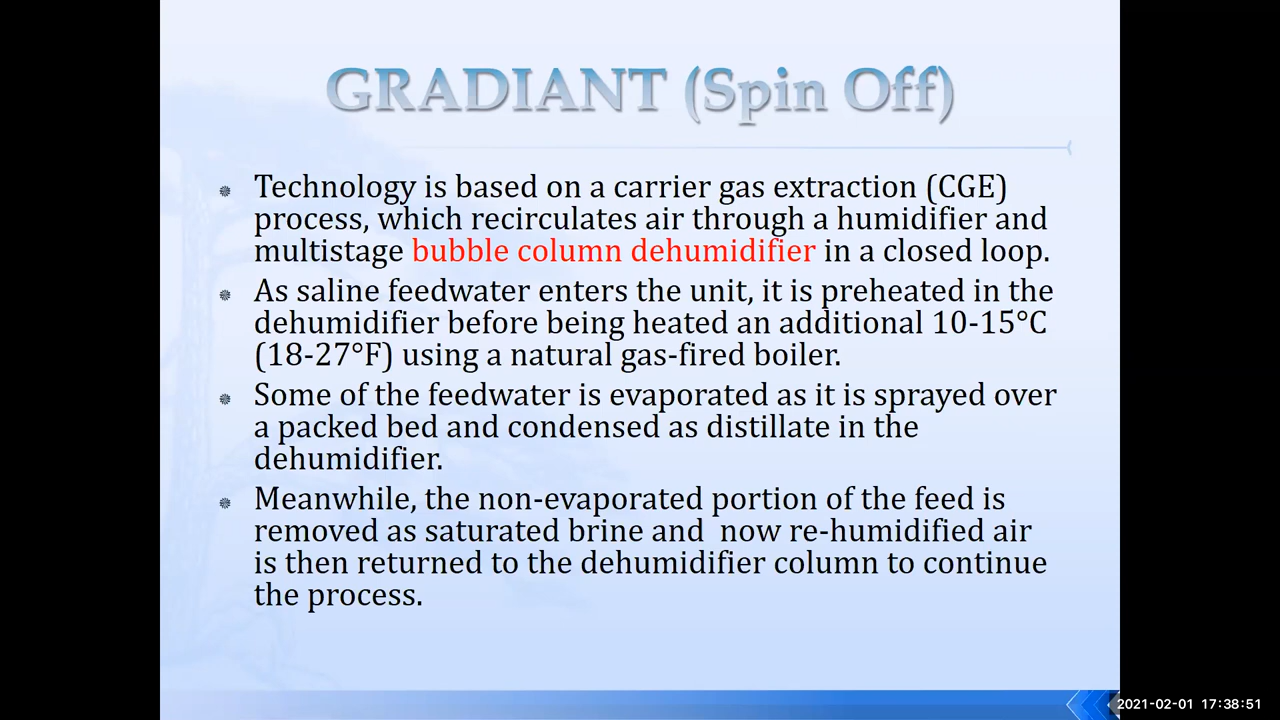 GRADIANT (Spin Off)
Technology is based on a carrier gas extraction (CGE)
process, which recirculates air through a humidifier and
multistage bubble column dehumidifier in a closed loop.
As saline feedwater enters the unit, it is preheated in the
dehumidifier before being heated an additional 10-15°C
(18-27°F) using a natural gas-fired boiler.
Some of the feedwater is evaporated as it is sprayed over
a packed bed and condensed as distillate in the
dehumidifier.
Meanwhile, the non-evaporated portion of the feed is
removed as saturated brine and  now re-humidified air
is then returned to the dehumidifier column to continue
the process.
2021-02-01 17:38:51